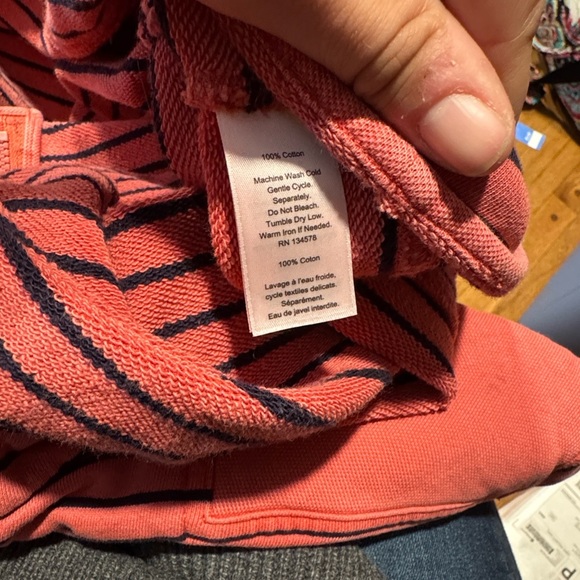 100% Cotton
Machine Wash Cold
Gentle Cycle
Separately.
Do Not Bleach.
Tumble Dry Low.
Warm Iron If Needed.
RN 134578
100% Coton
Lavage à l'eau froide,
cycle textiles delicats.
Séparément.
Eau de javel interdite.